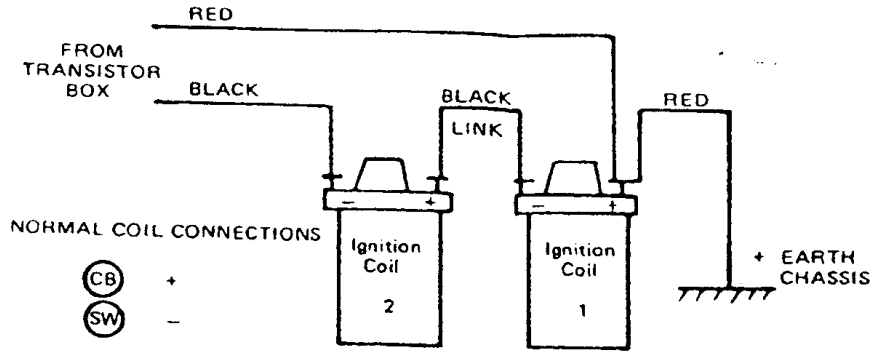 RED
FROM
TRANSISTOR
BOX
BLACK
BLACK
LINK
RED
− +
− +
NORMAL COIL CONNECTIONS
CB +
SW −
Ignition
Coil
2
Ignition
Coil
1
+ EARTH
CHASSIS